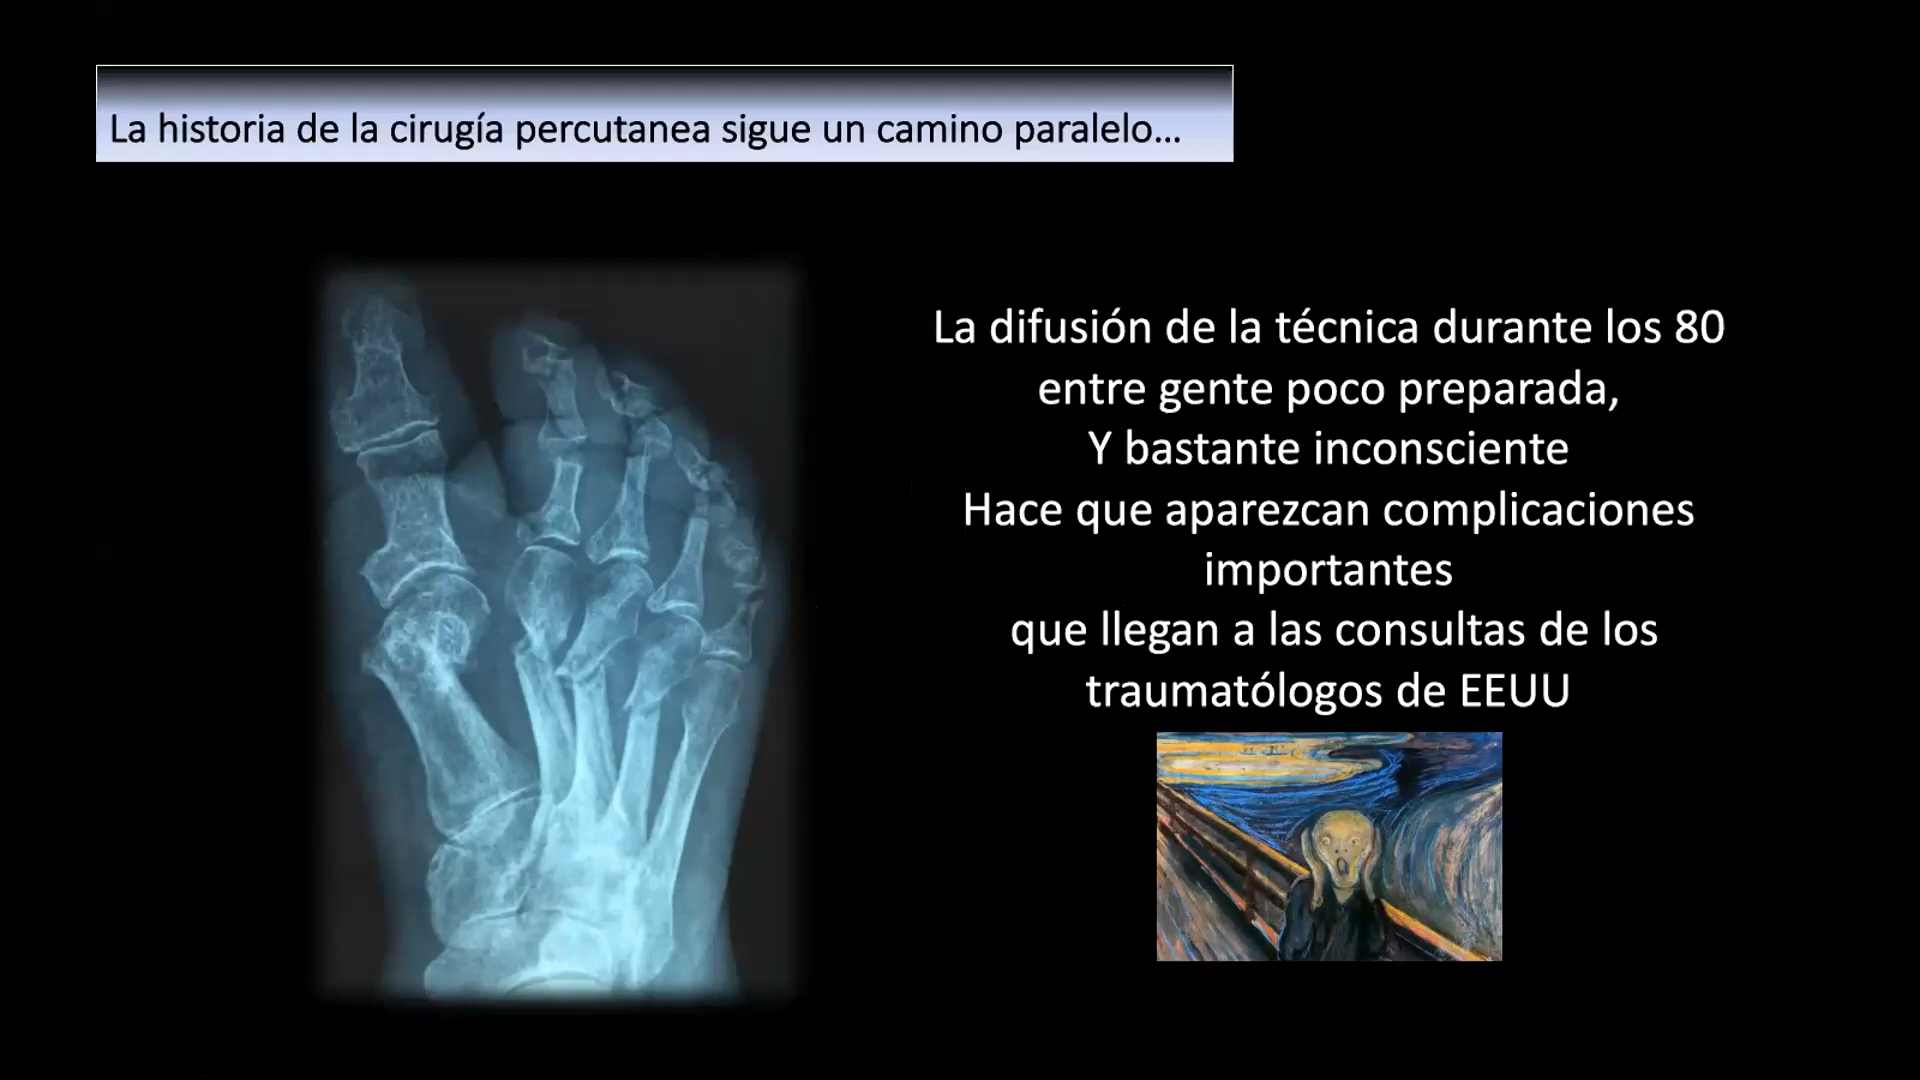 La historia de la cirugía percutanea sigue un camino paralelo...
La difusión de la técnica durante los 80
entre gente poco preparada,
Y bastante inconsciente
Hace que aparezcan complicaciones
importantes
que llegan a las consultas de los
traumatólogos de EEUU